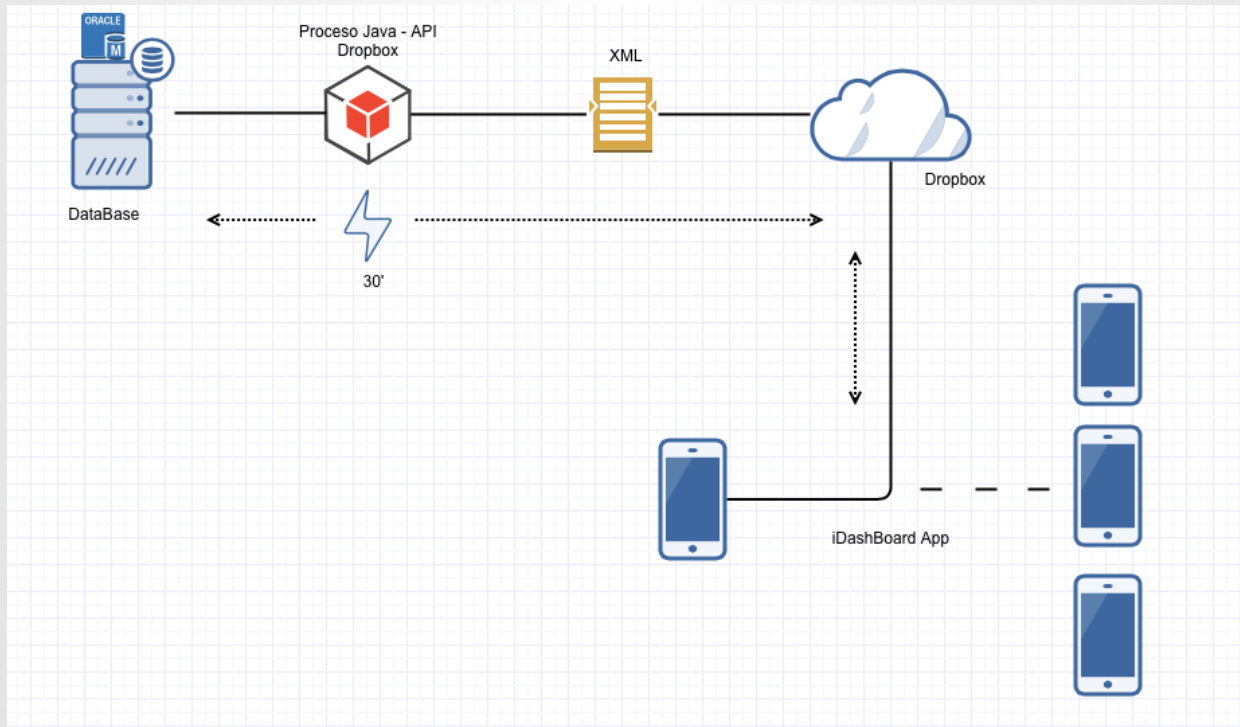 ORACLE
M
Proceso Java - API
Dropbox
XML
Dropbox
DataBase
30'
iDashBoard App